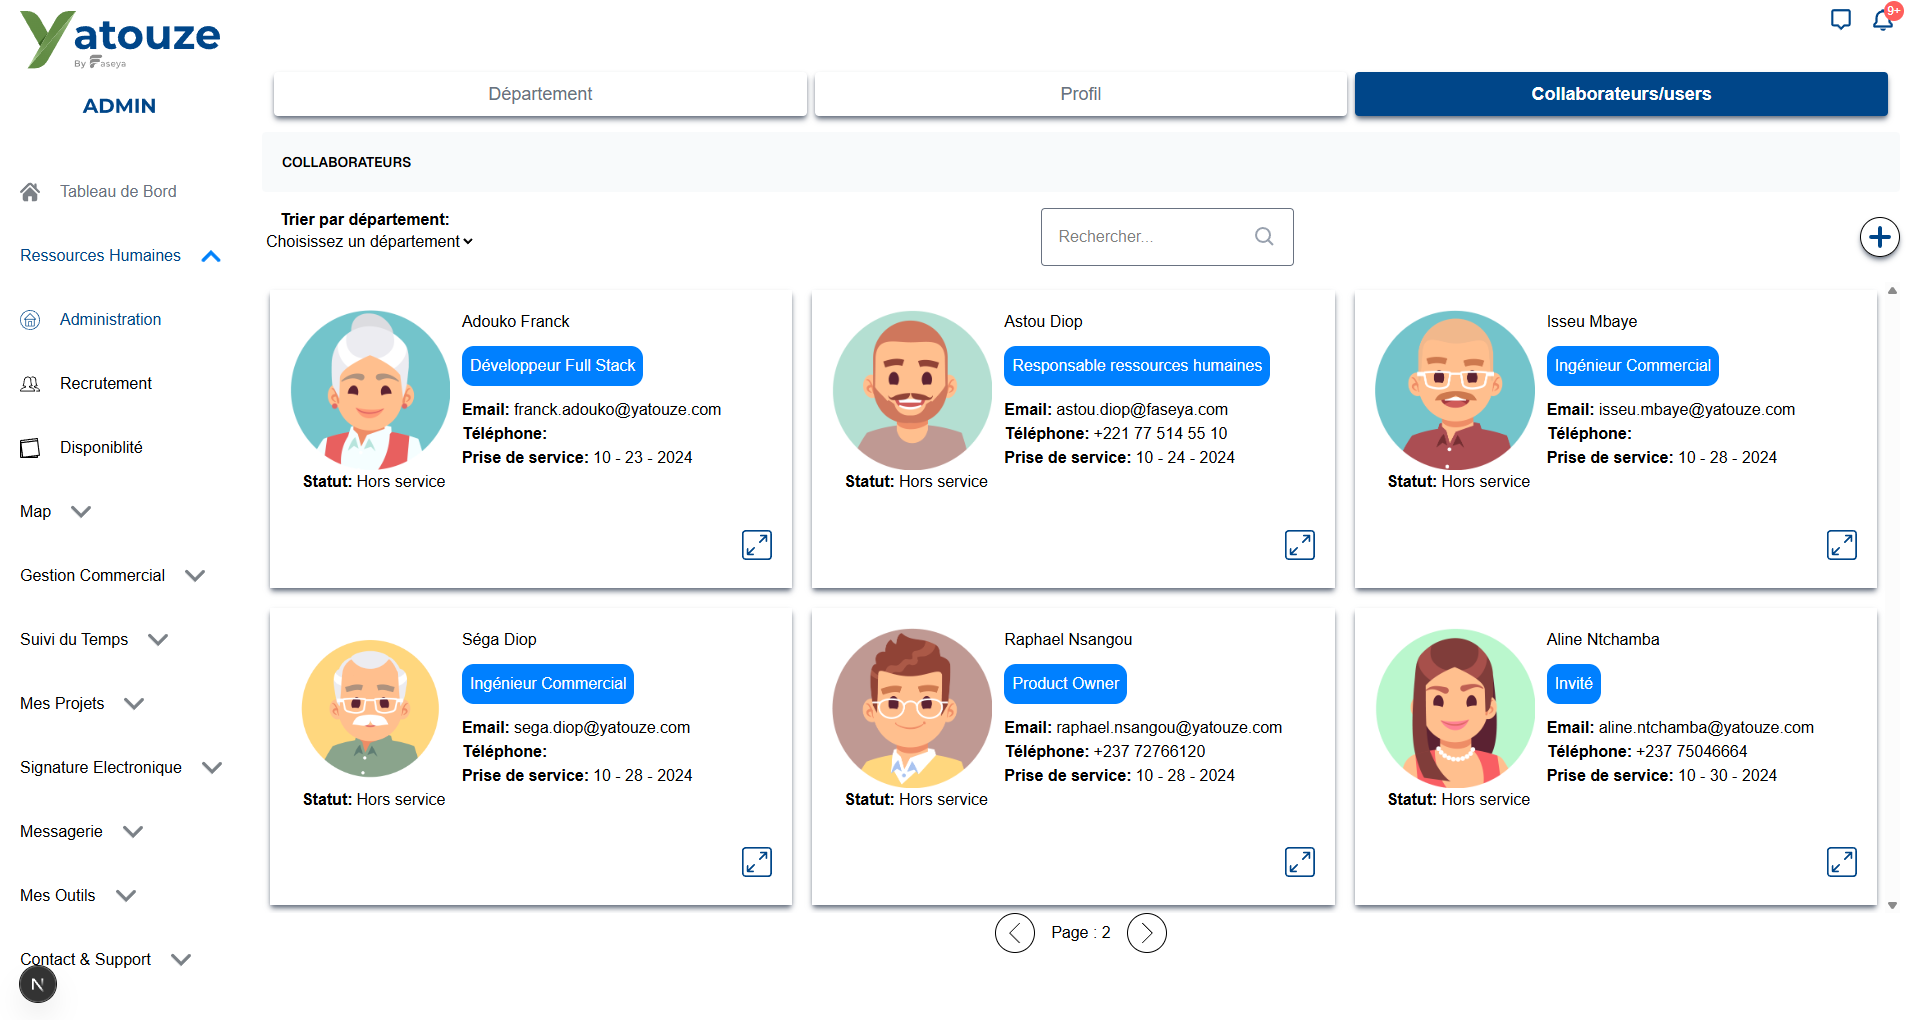 Yatouze
By Faseya
ADMIN
9+
Département
Profil
Collaborateurs/users
COLLABORATEURS
Tableau de Bord
Ressources Humaines
Administration
Recrutement
Disponiblité
Map
Gestion Commercial
Suivi du Temps
Mes Projets
Signature Electronique
Messagerie
Mes Outils
Contact & Support
N
Trier par département:
Choisissez un département
Rechercher...
Adouko Franck
Développeur Full Stack
Email: franck.adouko@yatouze.com
Téléphone:
Prise de service: 10 - 23 - 2024
Statut: Hors service
Astou Diop
Responsable ressources humaines
Email: astou.diop@faseya.com
Téléphone: +221 77 514 55 10
Prise de service: 10 - 24 - 2024
Statut: Hors service
Isseu Mbaye
Ingénieur Commercial
Email: isseu.mbaye@yatouze.com
Téléphone:
Prise de service: 10 - 28 - 2024
Statut: Hors service
Séga Diop
Ingénieur Commercial
Email: sega.diop@yatouze.com
Téléphone:
Prise de service: 10 - 28 - 2024
Statut: Hors service
Raphael Nsangou
Product Owner
Email: raphael.nsangou@yatouze.com
Téléphone: +237 72766120
Prise de service: 10 - 28 - 2024
Statut: Hors service
Aline Ntchamba
Invité
Email: aline.ntchamba@yatouze.com
Téléphone: +237 75046664
Prise de service: 10 - 30 - 2024
Statut: Hors service
Page : 2